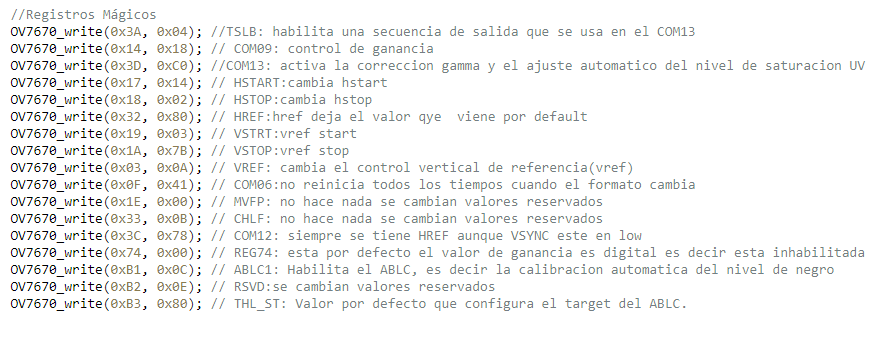 //Registros Mágicos
OV7670_write(0x3A, 0x04); //TSLB: habilita una secuencia de salida que se usa en el COM13
OV7670_write(0x14, 0x18); // COM09: control de ganancia
OV7670_write(0x3D, 0xC0); //COM13: activa la correccion gamma y el ajuste automatico del nivel de saturacion UV
OV7670_write(0x17, 0x14); // HSTART:cambia hstart
OV7670_write(0x18, 0x02); // HSTOP:cambia hstop
OV7670_write(0x32, 0x80); // HREF:href deja el valor qye  viene por default
OV7670_write(0x19, 0x03); // VSTRT:vref start
OV7670_write(0x1A, 0x7B); // VSTOP:vref stop
OV7670_write(0x03, 0x0A); // VREF: cambia el control vertical de referencia(vref)
OV7670_write(0x0F, 0x41); // COM06:no reinicia todos los tiempos cuando el formato cambia
OV7670_write(0x1E, 0x00); // MVFP: no hace nada se cambian valores reservados
OV7670_write(0x33, 0x0B); // CHLF: no hace nada se cambian valores reservados
OV7670_write(0x3C, 0x78); // COM12: siempre se tiene HREF aunque VSYNC este en low
OV7670_write(0x74, 0x00); // REG74: esta por defecto el valor de ganancia es digital es decir esta inhabilitada
OV7670_write(0xB1, 0x0C); // ABLC1: Habilita el ABLC, es decir la calibracion automatica del nivel de negro
OV7670_write(0xB2, 0x0E); // RSVD:se cambian valores reservados
OV7670_write(0xB3, 0x80); // THL_ST: Valor por defecto que configura el target del ABLC.